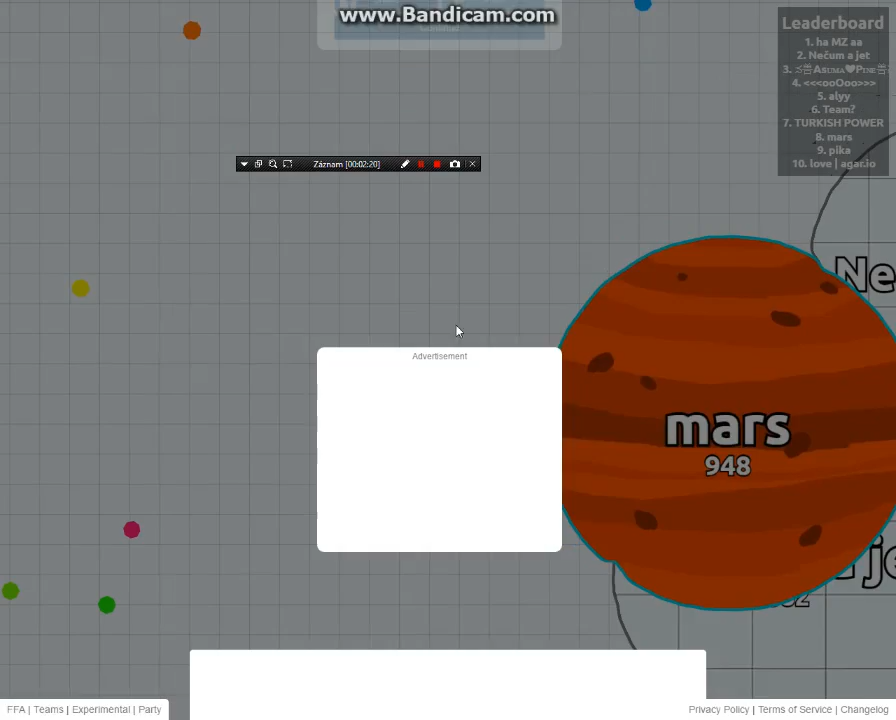 www.Bandicam.com
Leaderboard
1. ha MZ aa
2. Nečum a jet
4. <<<ooOoo>>>
5. alyy
6. Team?
7. TURKISH POWER
8. mars
9. pika
10. love | agar.io
Záznam [00:02:20]
Ne
Advertisement
mars
948
je
FFA | Teams | Experimental | Party
Privacy Policy | Terms of Service | Changelog